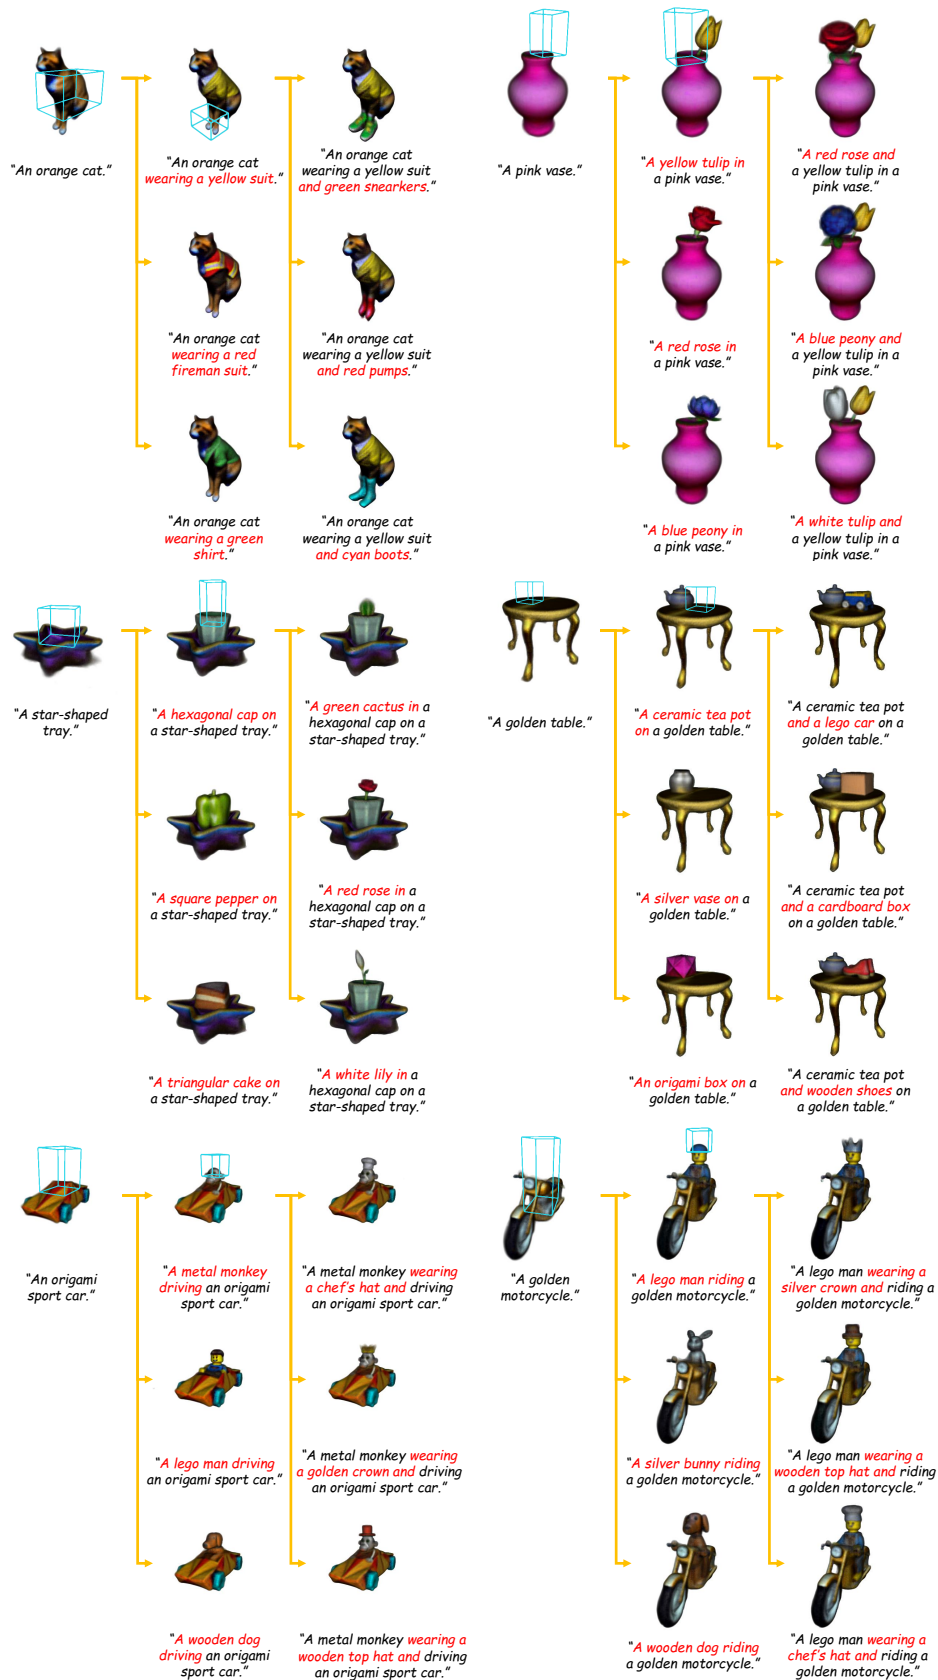 “An orange cat.”
“An orange cat
wearing a yellow suit.”
“An orange cat
wearing a yellow suit
and green snearkers.”
“An orange cat
wearing a red
fireman suit.”
“An orange cat
wearing a yellow suit
and red pumps.”
“An orange cat
wearing a green
shirt.”
“An orange cat
wearing a yellow suit
and cyan boots.”
“A pink vase.”
“A yellow tulip in
a pink vase.”
“A red rose and
a yellow tulip in a
pink vase.”
“A red rose in
a pink vase.”
“A blue peony and
a yellow tulip in a
pink vase.”
“A blue peony in
a pink vase.”
“A white tulip and
a yellow tulip in a
pink vase.”
“A star-shaped
tray.”
“A hexagonal cap on
a star-shaped tray.”
“A green cactus in a
hexagonal cap on a
star-shaped tray.”
“A square pepper on
a star-shaped tray.”
“A red rose in a
hexagonal cap on a
star-shaped tray.”
“A triangular cake on
a star-shaped tray.”
“A white lily in a
hexagonal cap on a
star-shaped tray.”
“A golden table.”
“A ceramic tea pot
on a golden table.”
“A ceramic tea pot
and a lego car on a
golden table.”
“A silver vase on a
golden table.”
“A ceramic tea pot
and a cardboard box
on a golden table.”
“An origami box on a
golden table.”
“A ceramic tea pot
and wooden shoes on
a golden table.”
“An origami
sport car.”
“A metal monkey
driving an origami
sport car.”
“A metal monkey wearing
a chef’s hat and driving
an origami sport car.”
“A lego man driving
an origami sport car.”
“A metal monkey wearing
a golden crown and driving
an origami sport car.”
“A wooden dog
driving an origami
sport car.”
“A metal monkey wearing a
wooden top hat and driving
an origami sport car.”
“A golden
motorcycle.”
“A lego man riding a
golden motorcycle.”
“A lego man wearing a
silver crown and riding a
golden motorcycle.”
“A silver bunny riding
a golden motorcycle.”
“A lego man wearing a
wooden top hat and riding
a golden motorcycle.”
“A wooden dog riding
a golden motorcycle.”
“A lego man wearing a
chef’s hat and riding a
golden motorcycle.”